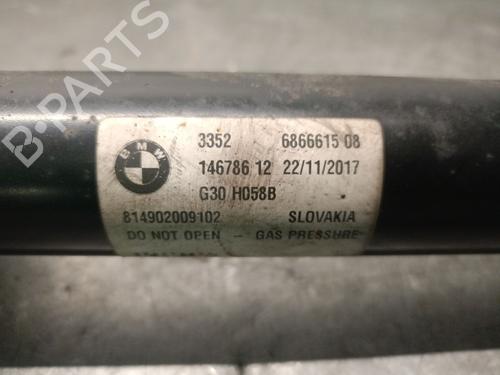 BMW
3352 6866615 08
146786 12 22/11/2017
G30 H058B
814902009102 SLOVAKIA
DO NOT OPEN - GAS PRESSURE
B-PARTS